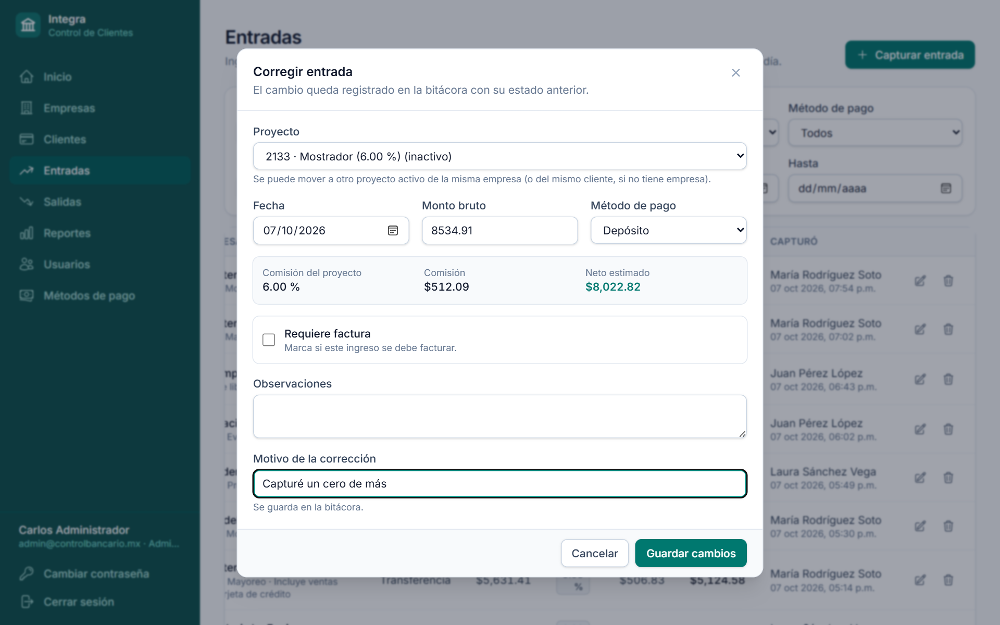 Integra
Control de Clientes
Inicio
Empresas
Clientes
Entradas
Salidas
Reportes
Usuarios
Métodos de pago
Carlos Administrador
admin@controlbancario.mx · Admi...
Cambiar contraseña
Cerrar sesión
Entradas
día.
+ Capturar entrada
Método de pago
Todos
Hasta
dd/mm/aaaa
Corregir entrada
El cambio queda registrado en la bitácora con su estado anterior.
Proyecto
2133 · Mostrador (6.00 %) (inactivo)
Se puede mover a otro proyecto activo de la misma empresa (o del mismo cliente, si no tiene empresa).
Fecha
Monto bruto
Método de pago
07/10/2026
8534.91
Depósito
Comisión del proyecto
Comisión
Neto estimado
6.00 %
$512.09
$8,022.82
Requiere factura
Marca si este ingreso se debe facturar.
Observaciones
Motivo de la corrección
Capturé un cero de más
Se guarda en la bitácora.
Cancelar
Guardar cambios
CAPTURÓ
María Rodríguez Soto
07 oct 2026, 07:54 p.m.
María Rodríguez Soto
07 oct 2026, 07:02 p.m.
Juan Pérez López
07 oct 2026, 06:43 p.m.
Juan Pérez López
07 oct 2026, 06:02 p.m.
Laura Sánchez Vega
07 oct 2026, 05:49 p.m.
María Rodríguez Soto
07 oct 2026, 05:30 p.m.
Mayoreo · Incluye ventas
rjeta de crédito
Transferencia
$5,631.41
%
$506.83
$5,124.58
María Rodríguez Soto
07 oct 2026, 05:14 p.m.